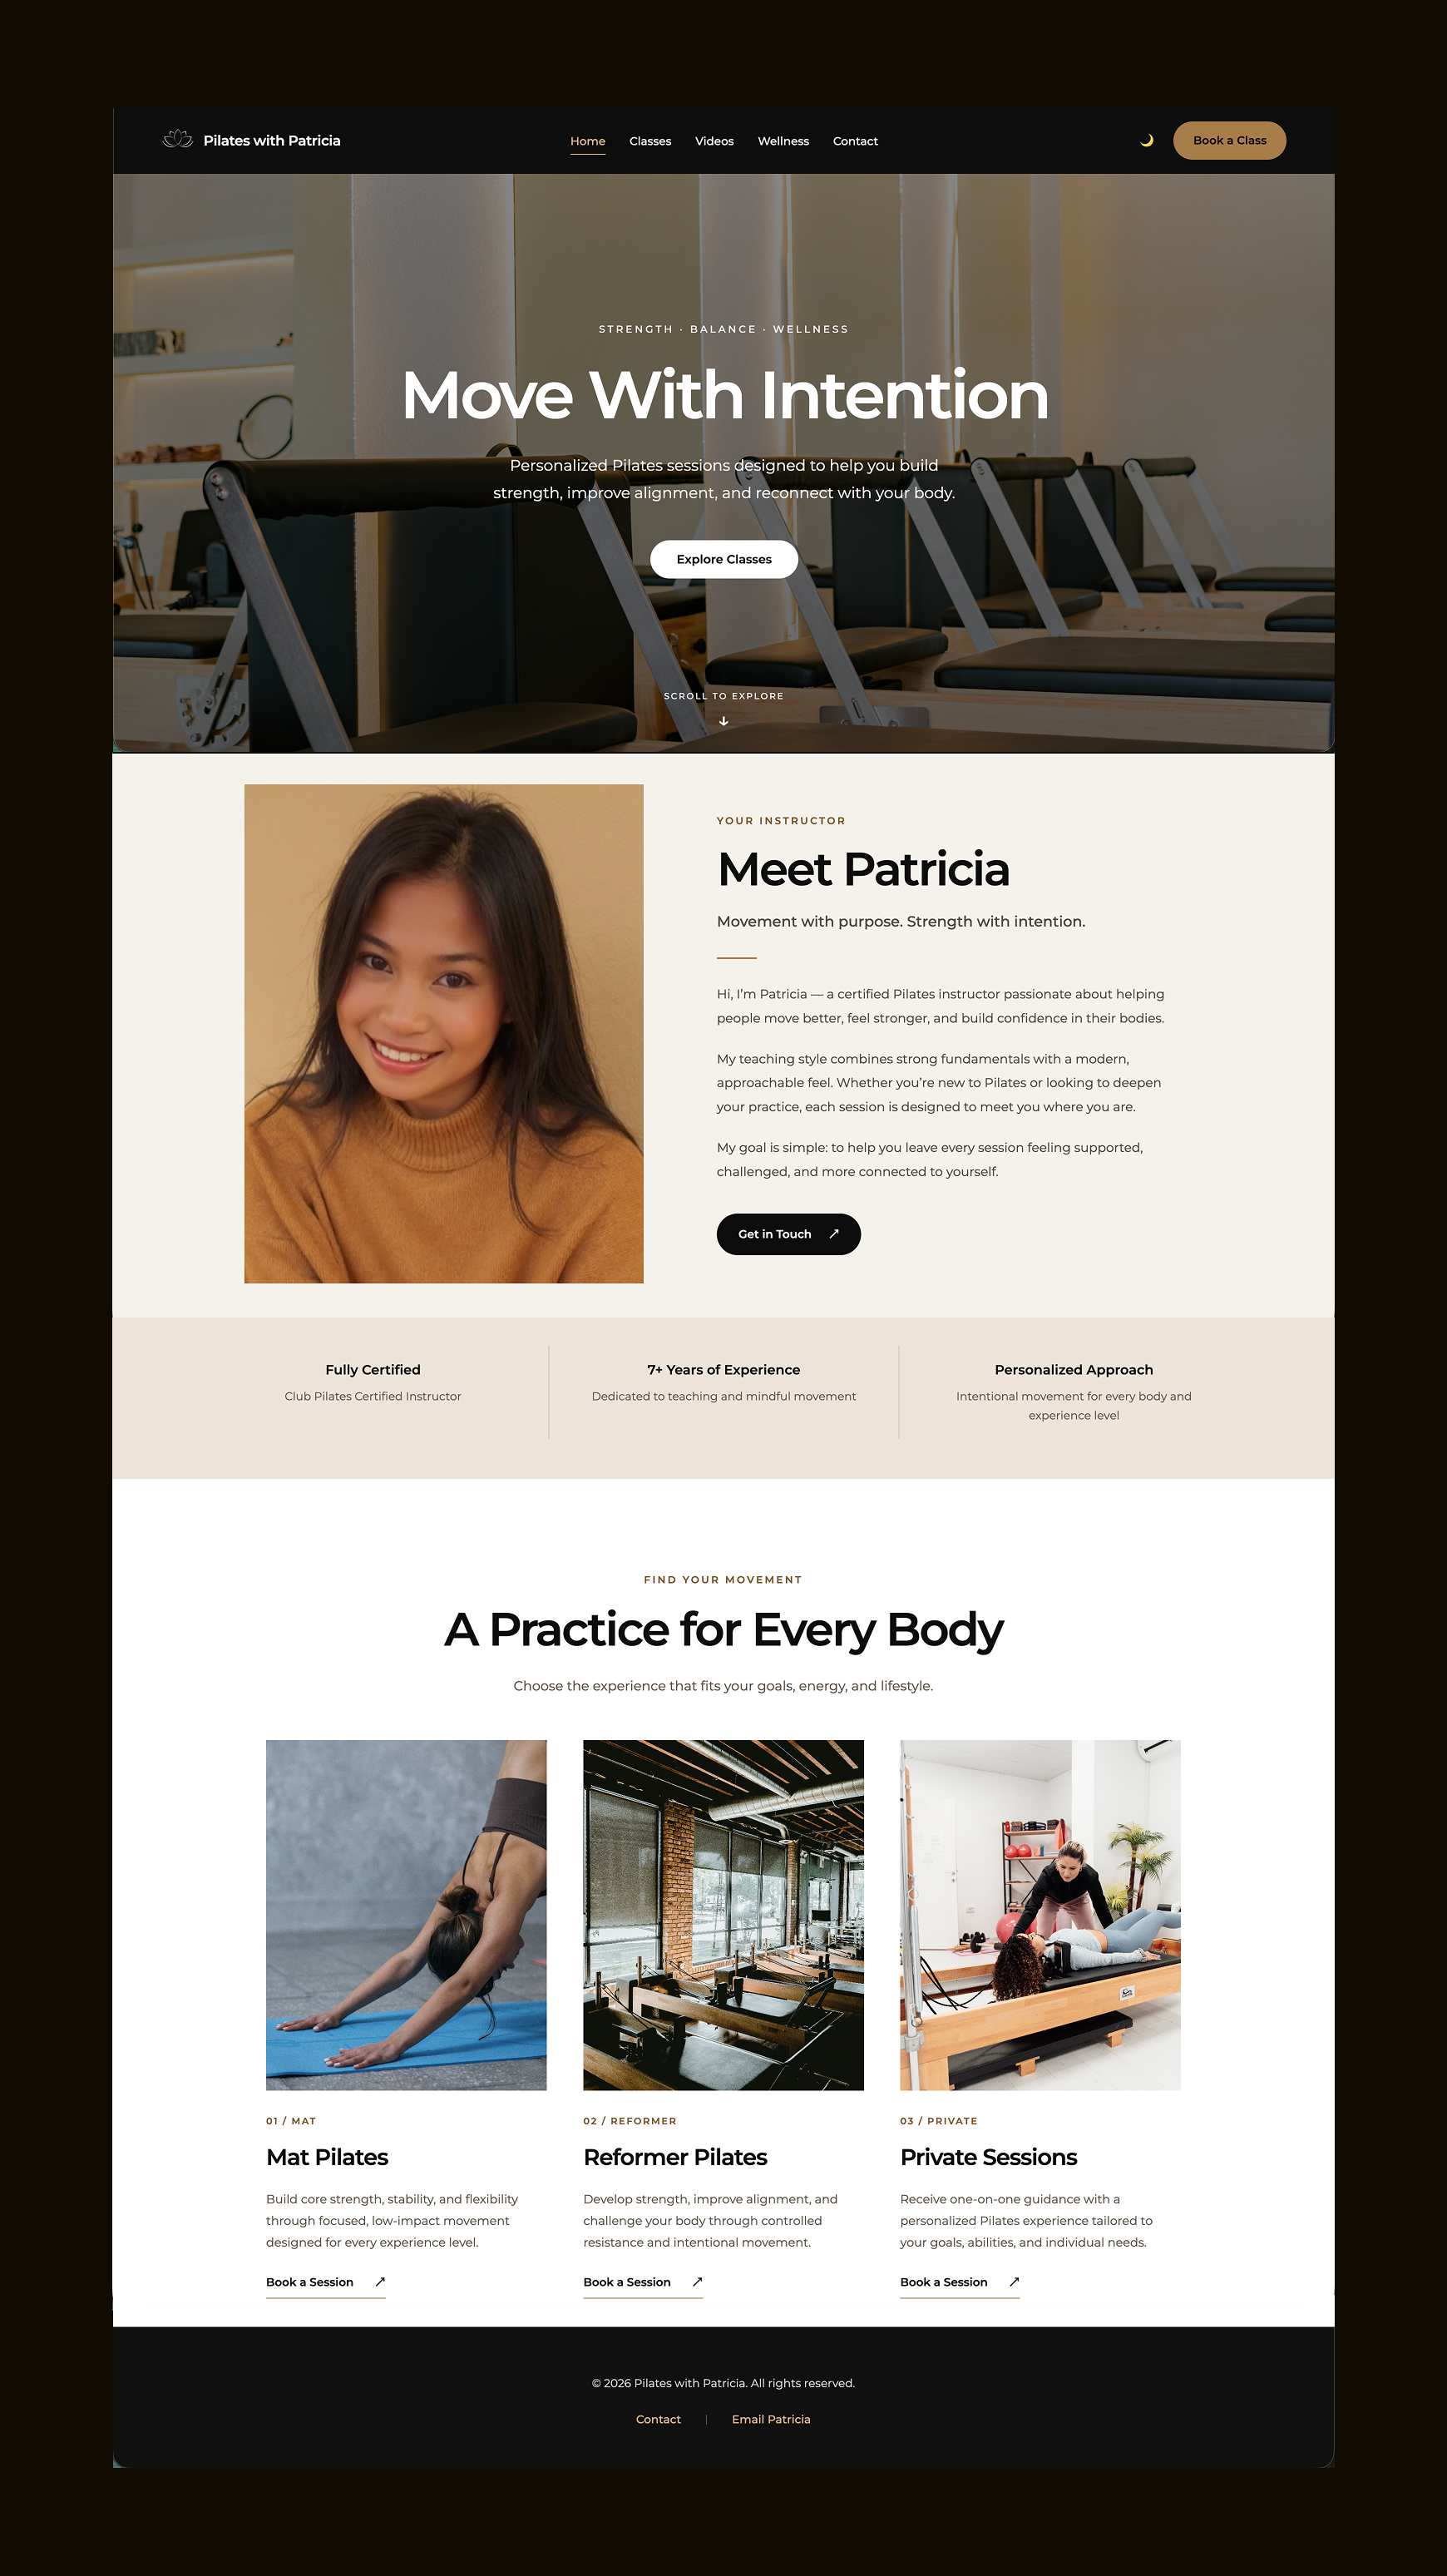 Pilates with Patricia
Home Classes Videos Wellness Contact
Book a Class
STRENGTH · BALANCE · WELLNESS
Move With Intention
Personalized Pilates sessions designed to help you build
strength, improve alignment, and reconnect with your body.
Explore Classes
SCROLL TO EXPLORE
YOUR INSTRUCTOR
Meet Patricia
Movement with purpose. Strength with intention.
Hi, I’m Patricia — a certified Pilates instructor passionate about helping
people move better, feel stronger, and build confidence in their bodies.
My teaching style combines strong fundamentals with a modern,
approachable feel. Whether you’re new to Pilates or looking to deepen
your practice, each session is designed to meet you where you are.
My goal is simple: to help you leave every session feeling supported,
challenged, and more connected to yourself.
Get in Touch ↗
Fully Certified
Club Pilates Certified Instructor
7+ Years of Experience
Dedicated to teaching and mindful movement
Personalized Approach
Intentional movement for every body and
experience level
FIND YOUR MOVEMENT
A Practice for Every Body
Choose the experience that fits your goals, energy, and lifestyle.
01 / MAT
Mat Pilates
Build core strength, stability, and flexibility
through focused, low-impact movement
designed for every experience level.
Book a Session ↗
02 / REFORMER
Reformer Pilates
Develop strength, improve alignment, and
challenge your body through controlled
resistance and intentional movement.
Book a Session ↗
03 / PRIVATE
Private Sessions
Receive one-on-one guidance with a
personalized Pilates experience tailored to
your goals, abilities, and individual needs.
Book a Session ↗
© 2026 Pilates with Patricia. All rights reserved.
Contact | Email Patricia